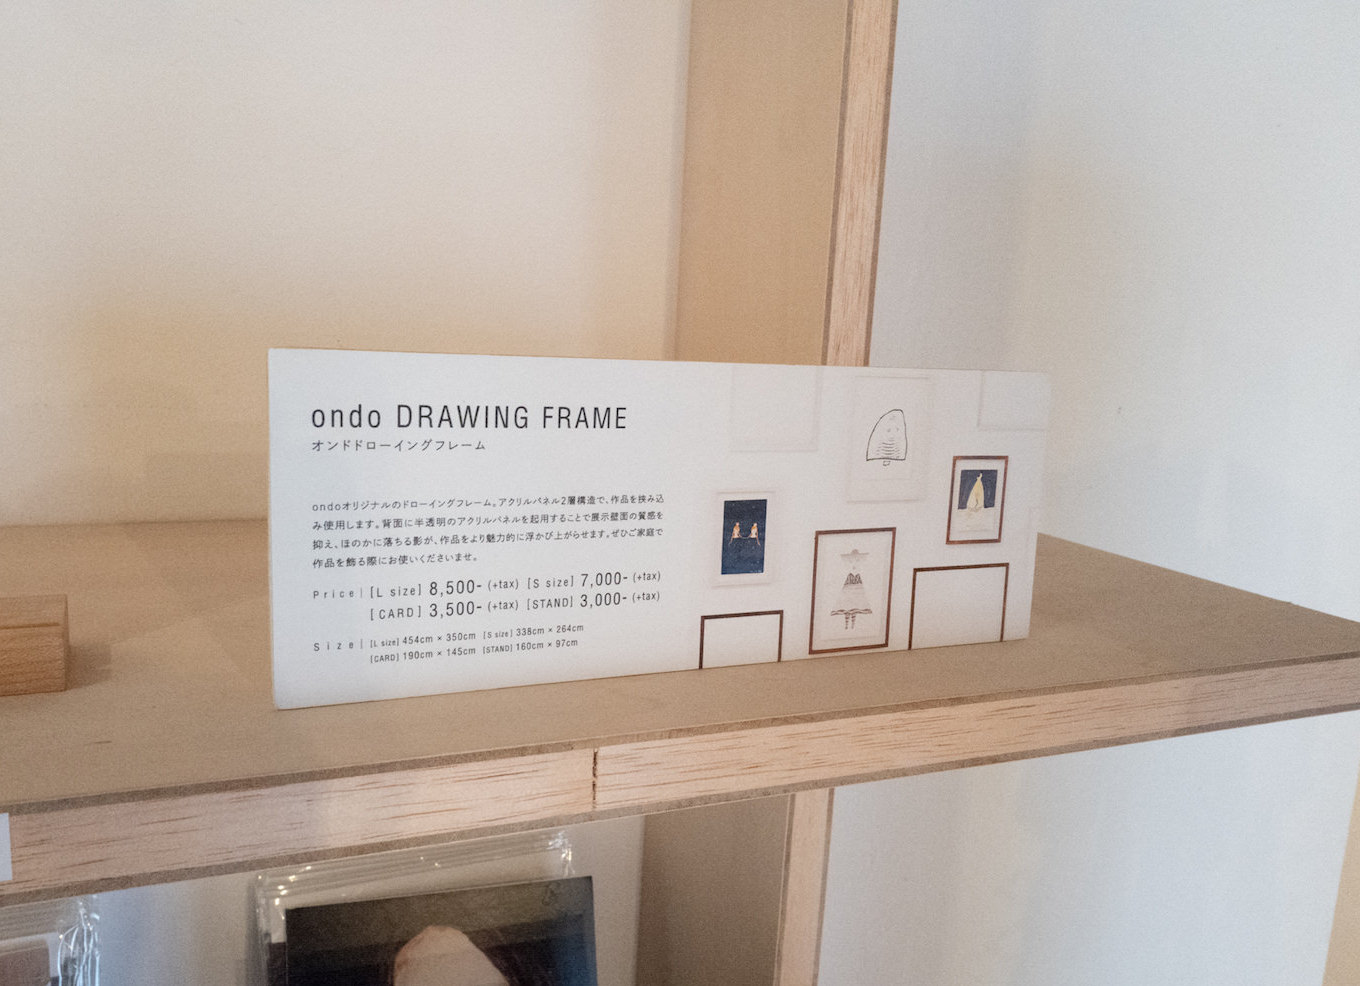 ondo DRAWING FRAME
オンドドローイングフレーム
ondoオリジナルのドローイングフレーム。アクリルパネル2層構造で、作品を挟み込
み使用します。背面に半透明のアクリルパネルを起用することで展示壁面の質感を
抑え、ほのかに落ちる影が、作品をより魅力的に浮かび上がらせます。ぜひご家庭で
作品を飾る際にお使いくださいませ。
Price | [L size] 8,500- (+tax) [S size] 7,000- (+tax)
[CARD] 3,500- (+tax) [STAND] 3,000- (+tax)
Size | [L size] 454cm × 350cm [S size] 338cm × 264cm
[CARD] 190cm × 145cm [STAND] 160cm × 97cm